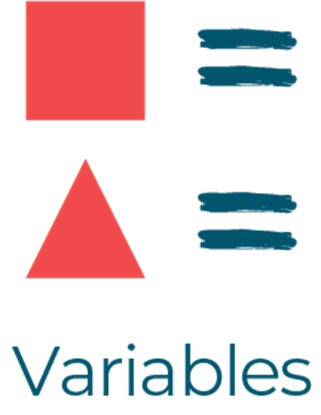 =
=
Variables